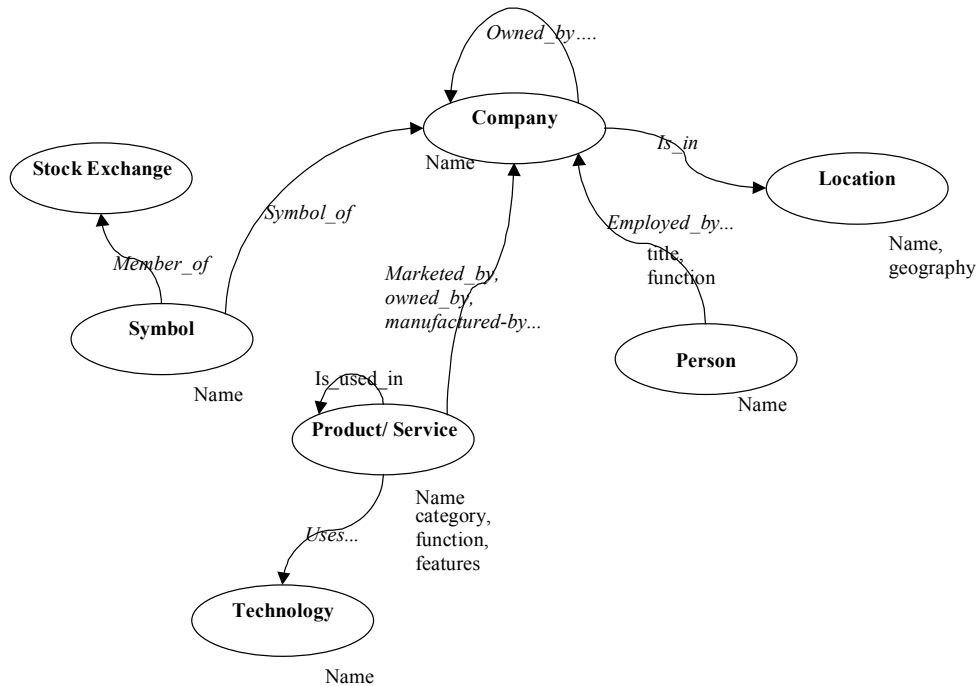 Owned_by....
Company
Name
Is_in
Stock Exchange
Location
Symbol_of
Employed_by...
title,
function
Name,
geography
Member_of
Marketed_by,
owned_by,
manufactured-by...
Symbol
Name
Person
Name
Is_used_in
Product/ Service
Name
category,
function,
features
Uses...
Technology
Name